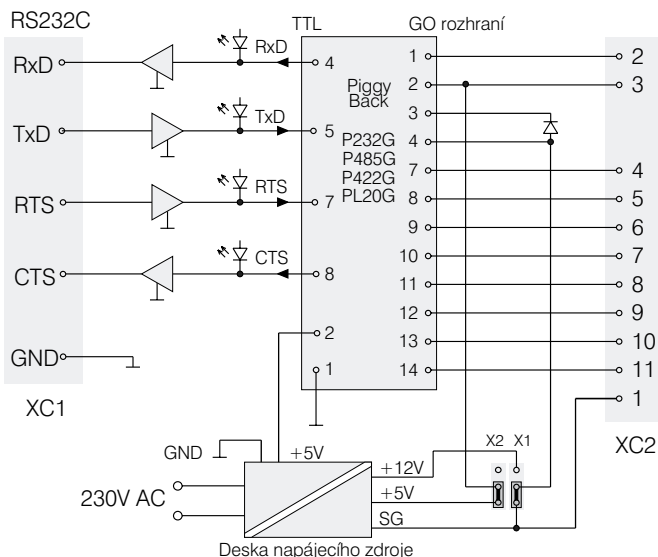 RS232C
TTL
GO rozhraní
RxD
RxD
4
1
2
Piggy
Back
2
3
3
TxD
TxD
5
P232G
4
P485G
7
4
P422G
PL20G
8
5
RTS
RTS
7
9
6
10
7
CTS
CTS
8
11
8
12
9
2
13
10
GND
1
14
11
1
XC1
XC2
GND
+5V
X2 X1
+12V
230V AC
+5V
SG
Deska napájecího zdroje